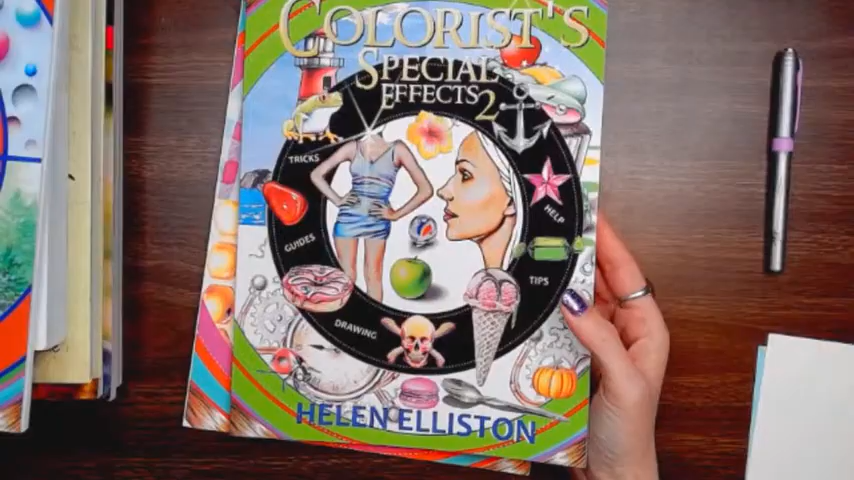 COLORIST'S
SPECIAL
EFFECTS 2
TRICKS
HELP
GUIDES
TIPS
DRAWING
HELEN ELLISTON